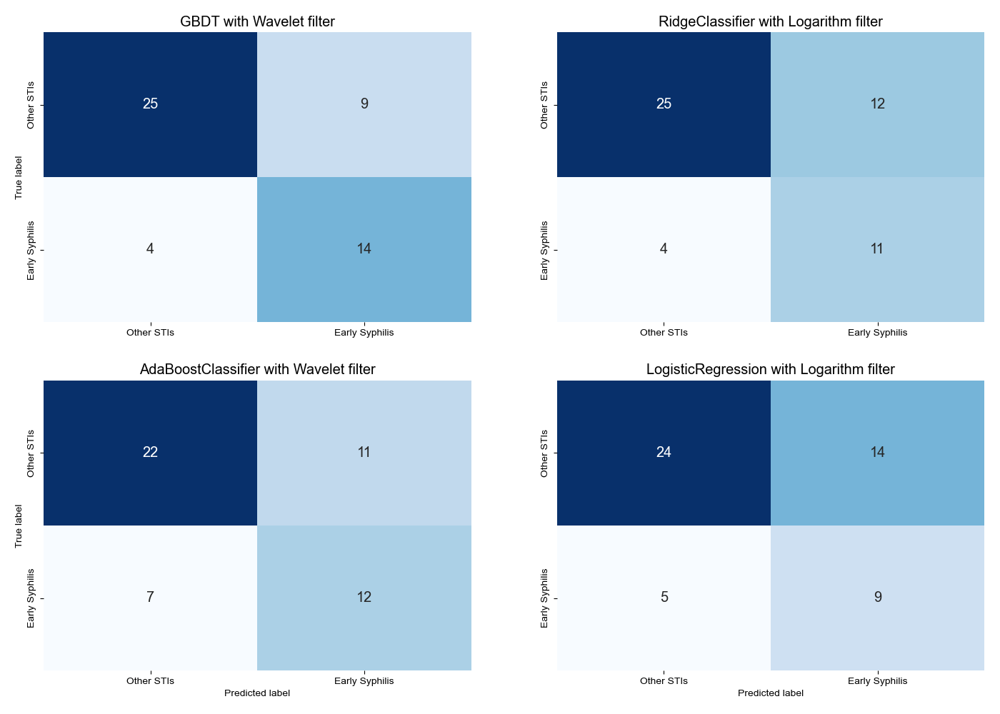 GBDT with Wavelet filter
RidgeClassifier with Logarithm filter
True label
Other STIs
25
9
Early Syphilis
4
14
Other STIs
Early Syphilis
Other STIs
25
12
Early Syphilis
4
11
Other STIs
Early Syphilis
AdaBoostClassifier with Wavelet filter
LogisticRegression with Logarithm filter
True label
Other STIs
22
11
Early Syphilis
7
12
Other STIs
Early Syphilis
Predicted label
Other STIs
24
14
Early Syphilis
5
9
Other STIs
Early Syphilis
Predicted label